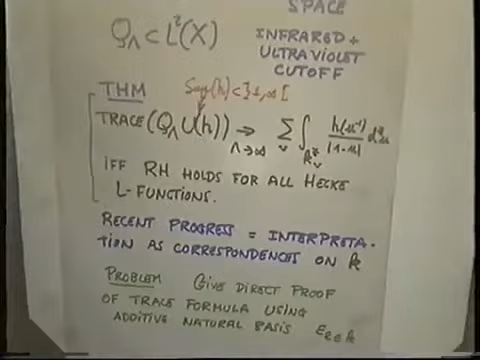 SPACE
Q_Λ ⊂ L²(X)
INFRARED +
ULTRAVIOLET
CUTOFF
THM Supp(h) ⊂ ]1,∞[
TRACE(Q_Λ U(h)) → Σ_v ∫_{k_v^*} h(u⁻¹)/|1-u| d*u
Λ→∞
IFF RH HOLDS FOR ALL HECKE
L-FUNCTIONS.
RECENT PROGRESS = INTERPRETA-
TION AS CORRESPONDENCES ON k
PROBLEM GIVE DIRECT PROOF
OF TRACE FORMULA USING
ADDITIVE NATURAL BASIS